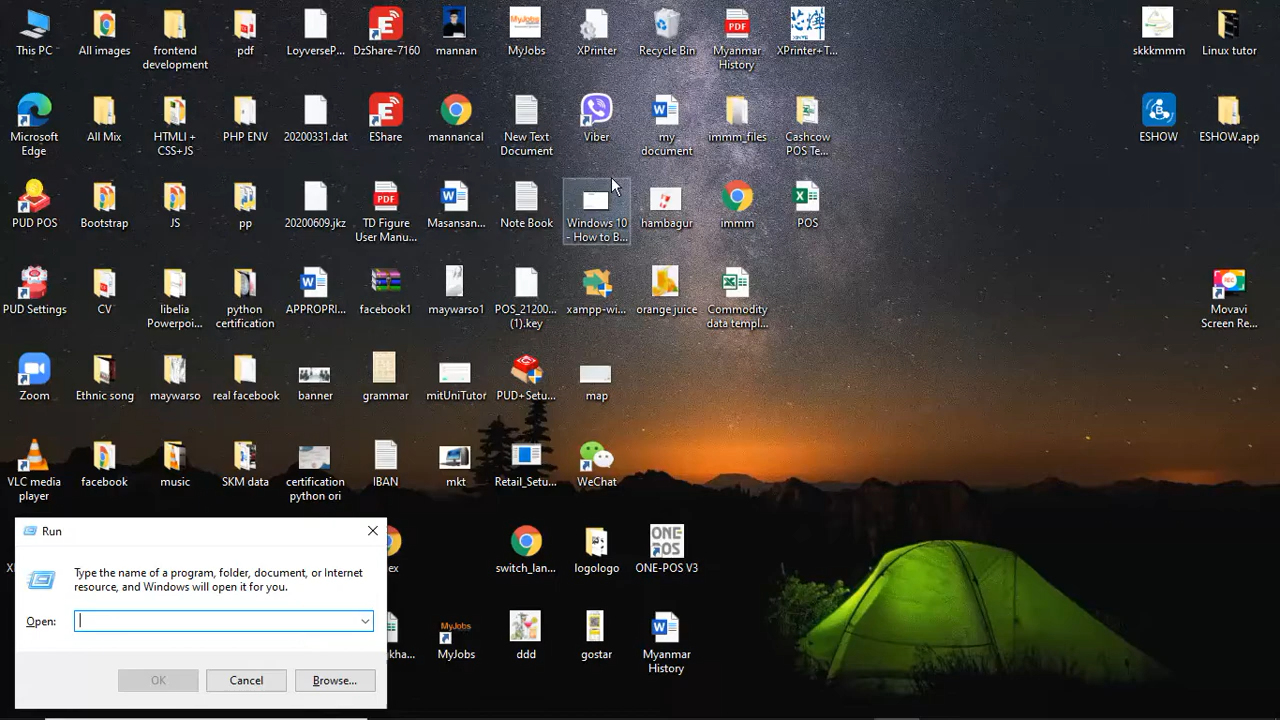 This PC
All images
frontend
development
pdf
LoyverseP...
DzShare-7160
mannan
MyJobs
XPrinter
Recycle Bin
Myanmar
History
XPrinter+T...
skkkmmm
Linux tutor
Microsoft
Edge
All Mix
HTMLI +
CSS+JS
PHP ENV
20200331.dat
EShare
mannancal
New Text
Document
Viber
my
document
immm_files
Cashcow
POS Te...
ESHOW
ESHOW.app
PUD POS
Bootstrap
JS
pp
20200609.jkz
TD Figure
User Manu...
Masansan...
Note Book
Windows 10
- How to B...
hambagur
immm
POS
PUD Settings
CV
libelia
Powerpoi...
python
certification
APPROPRI...
facebook1
maywarso1
POS_21200...
(1).key
xampp-wi...
orange juice
Commodity
data templ...
Movavi
Screen Re...
Zoom
Ethnic song
maywarso
real facebook
banner
grammar
mitUniTutor
PUD+Setu...
map
VLC media
player
facebook
music
SKM data
certification
python ori
IBAN
mkt
Retail_Setu...
WeChat
switch_lan...
logologo
ONE-POS V3
MyJobs
ddd
gostar
Myanmar
History
Run
Type the name of a program, folder, document, or Internet
resource, and Windows will open it for you.
Open:
OK
Cancel
Browse...